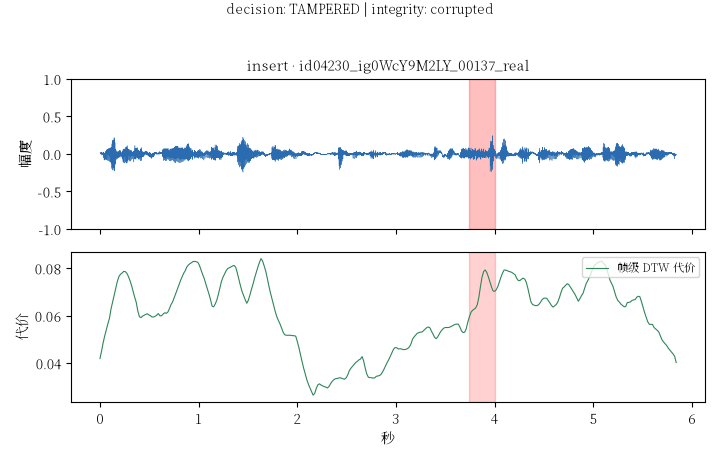 decision: TAMPERED | integrity: corrupted
insert · id04230_ig0WcY9M2LY_00137_real
1.0
0.5
0.0
-0.5
-1.0
幅度
帧级 DTW 代价
0.08
0.06
0.04
代价
0 1 2 3 4 5 6
秒